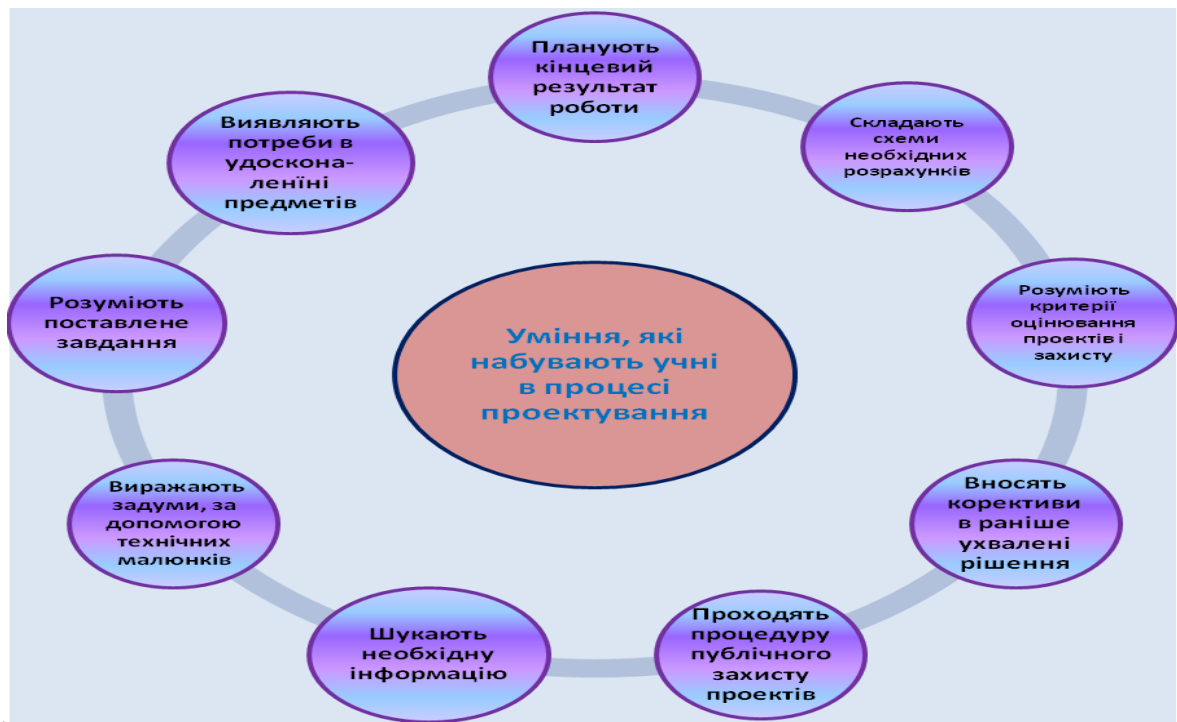 Планують
кінцевий
результат
роботи
Складають
схеми
необхідних
розрахунків
Розуміють
критерії
оцінювання
проектів і
захисту
Вносять
корективи
в раніше
ухвалені
рішення
Проходять
процедуру
публічного
захисту
проектів
Шукають
необхідну
інформацію
Виражають
задуми, за
допомогою
технічних
малюнків
Розуміють
поставлене
завдання
Виявляють
потреби в
удоскона-
ленїні
предметів
Уміння, які
набувають учні
в процесі
проектування